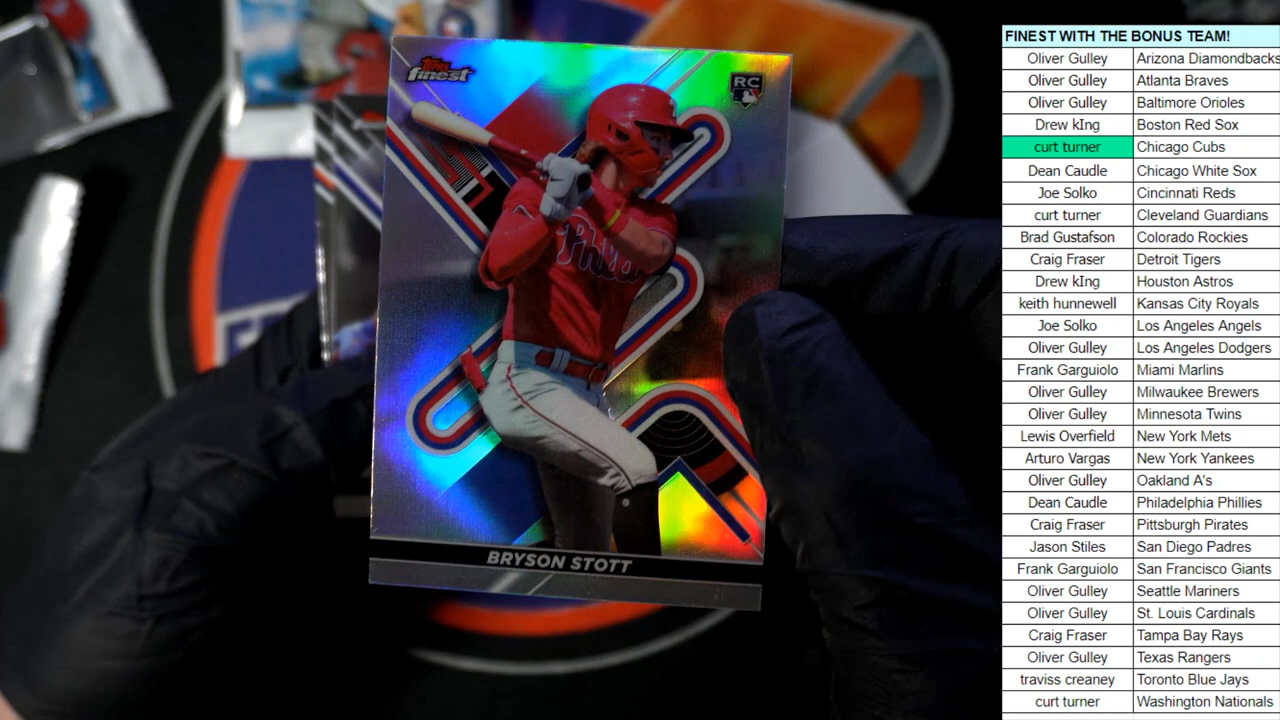 Topps
finest
RC
Phillies
BRYSON STOTT
FINEST WITH THE BONUS TEAM!
Oliver Gulley Arizona Diamondbacks
Oliver Gulley Atlanta Braves
Oliver Gulley Baltimore Orioles
Drew kIng Boston Red Sox
curt turner Chicago Cubs
Dean Caudle Chicago White Sox
Joe Solko Cincinnati Reds
curt turner Cleveland Guardians
Brad Gustafson Colorado Rockies
Craig Fraser Detroit Tigers
Drew kIng Houston Astros
keith hunnewell Kansas City Royals
Joe Solko Los Angeles Angels
Oliver Gulley Los Angeles Dodgers
Frank Garguiolo Miami Marlins
Oliver Gulley Milwaukee Brewers
Oliver Gulley Minnesota Twins
Lewis Overfield New York Mets
Arturo Vargas New York Yankees
Oliver Gulley Oakland A's
Dean Caudle Philadelphia Phillies
Craig Fraser Pittsburgh Pirates
Jason Stiles San Diego Padres
Frank Garguiolo San Francisco Giants
Oliver Gulley Seattle Mariners
Oliver Gulley St. Louis Cardinals
Craig Fraser Tampa Bay Rays
Oliver Gulley Texas Rangers
traviss creaney Toronto Blue Jays
curt turner Washington Nationals